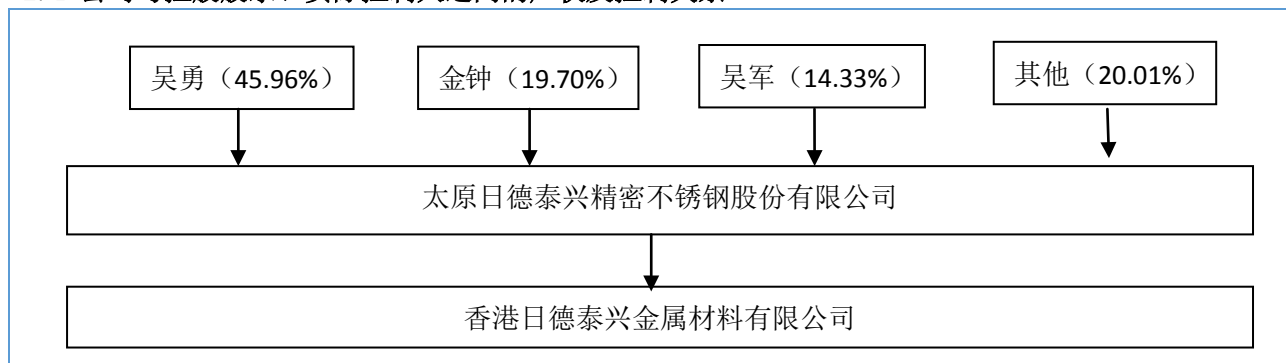 吴勇（45.96%）
金钟（19.70%）
吴军（14.33%）
其他（20.01%）
太原日德泰兴精密不锈钢股份有限公司
香港日德泰兴金属材料有限公司